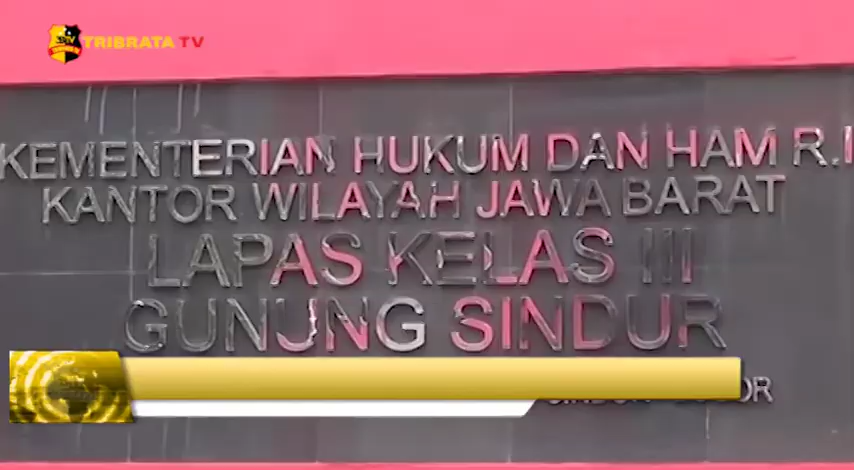 TRIBRATA TV
KEMENTERIAN HUKUM DAN HAM R.I
KANTOR WILAYAH JAWA BARAT
LAPAS KELAS III
GUNUNG SINDUR